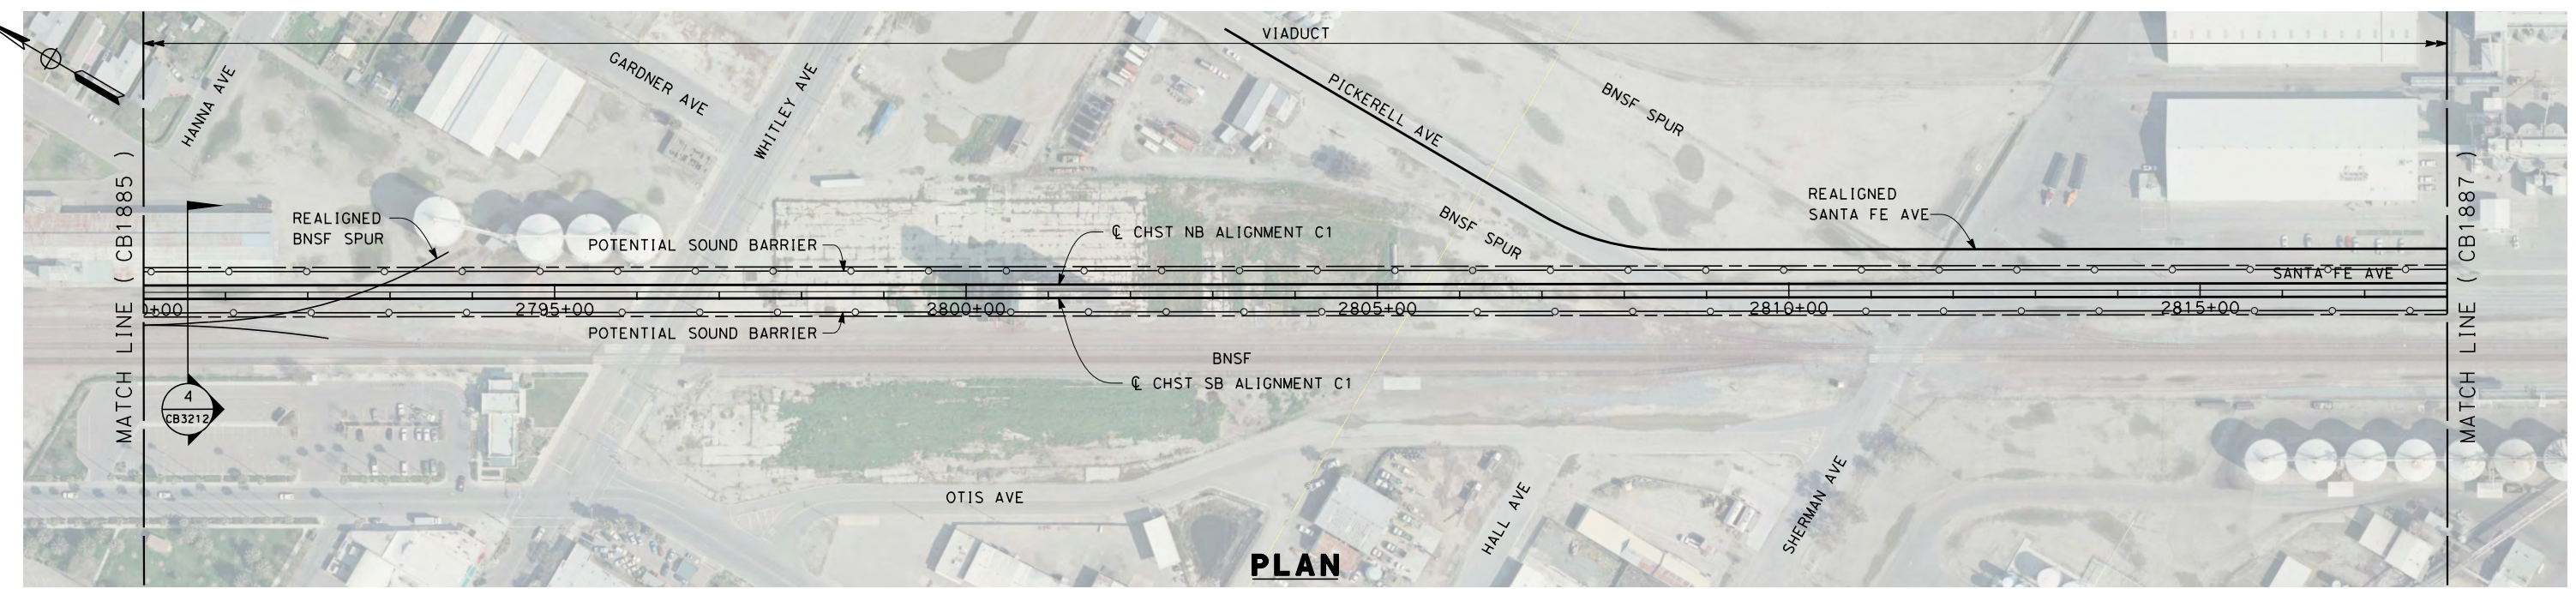 VIADUCT
HANNA AVE
GARDNER AVE
WHITLEY AVE
PICKERELL AVE
BNSF SPUR
MATCH LINE ( CB1885 )
REALIGNED
BNSF SPUR
POTENTIAL SOUND BARRIER
℄ CHST NB ALIGNMENT C1
BNSF SPUR
REALIGNED
SANTA FE AVE
MATCH LINE ( CB1887 )
SANTA FE AVE
+00
2795+00
2800+00
2805+00
2810+00
2815+00
POTENTIAL SOUND BARRIER
BNSF
℄ CHST SB ALIGNMENT C1
4
CB3212
OTIS AVE
HALL AVE
SHERMAN AVE
PLAN